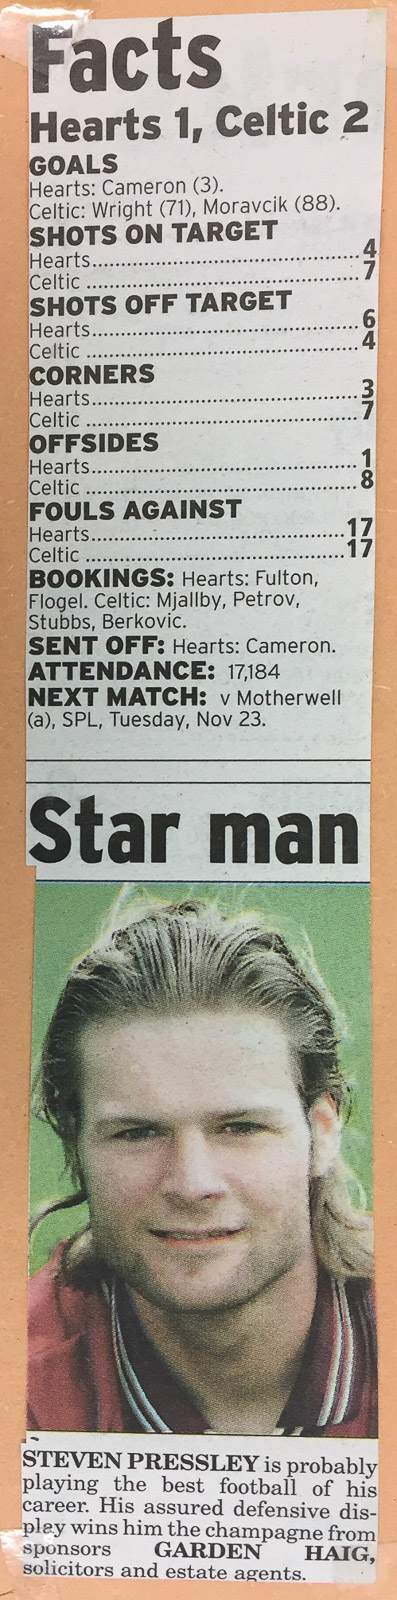 Facts
Hearts 1, Celtic 2
GOALS
Hearts: Cameron (3).
Celtic: Wright (71), Moravcik (88).
SHOTS ON TARGET
Hearts................................................4
Celtic ................................................7
SHOTS OFF TARGET
Hearts................................................6
Celtic ................................................4
CORNERS
Hearts................................................3
Celtic ................................................7
OFFSIDES
Hearts................................................1
Celtic ................................................8
FOULS AGAINST
Hearts.............................................17
Celtic .............................................17
BOOKINGS: Hearts: Fulton,
Flogel. Celtic: Mjallby, Petrov,
Stubbs, Berkovic.
SENT OFF: Hearts: Cameron.
ATTENDANCE: 17,184
NEXT MATCH: v Motherwell
(a), SPL, Tuesday, Nov 23.
Star man
STEVEN PRESSLEY is probably
playing the best football of his
career. His assured defensive dis-
play wins him the champagne from
sponsors GARDEN HAIG,
solicitors and estate agents.